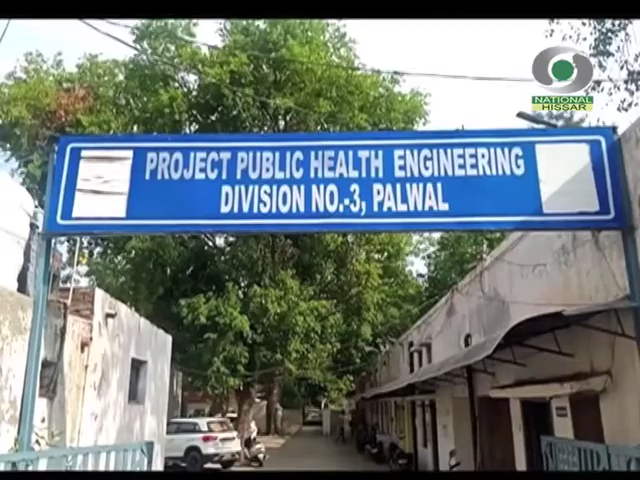 NATIONAL
HISSAR
PROJECT PUBLIC HEALTH ENGINEERING
DIVISION NO.-3, PALWAL